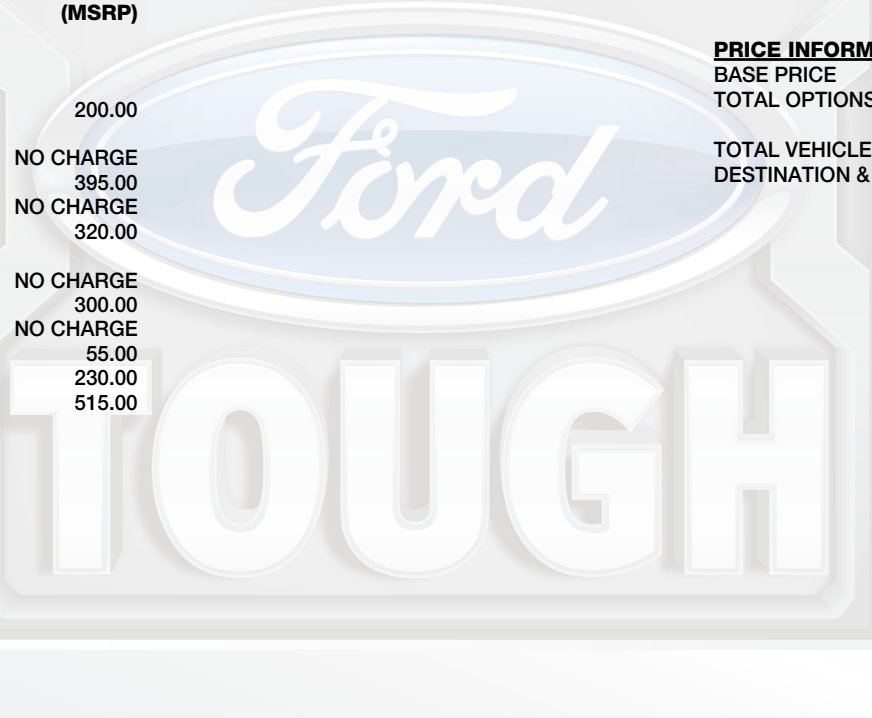 (MSRP)
200.00
NO CHARGE
395.00
NO CHARGE
320.00
NO CHARGE
300.00
NO CHARGE
55.00
230.00
515.00
PRICE INFORM
BASE PRICE
TOTAL OPTIONS
TOTAL VEHICLE
DESTINATION &
Ford
TOUGH